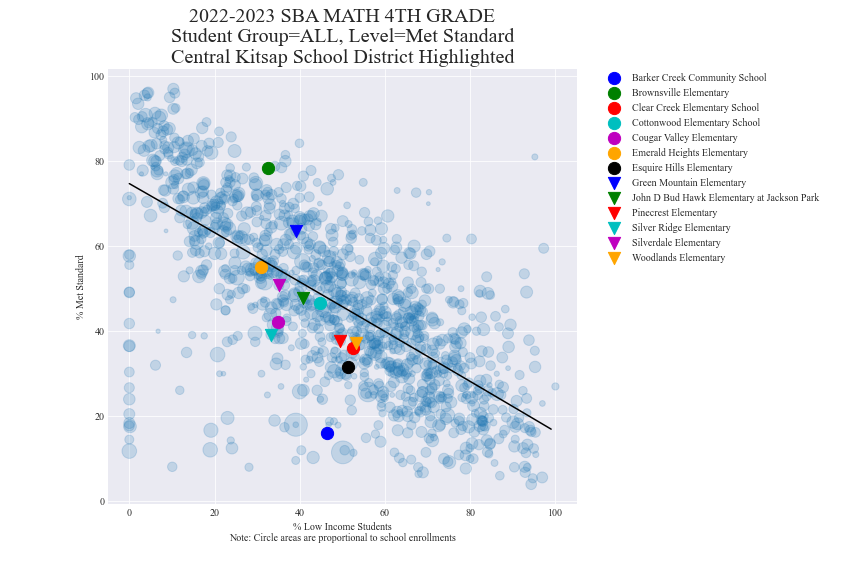 2022-2023 SBA MATH 4TH GRADE
Student Group=ALL, Level=Met Standard
Central Kitsap School District Highlighted
100
80
60
40
20
0
% Met Standard
0 20 40 60 80 100
% Low Income Students
Note: Circle areas are proportional to school enrollments
Barker Creek Community School
Brownsville Elementary
Clear Creek Elementary School
Cottonwood Elementary School
Cougar Valley Elementary
Emerald Heights Elementary
Esquire Hills Elementary
Green Mountain Elementary
John D Bud Hawk Elementary at Jackson Park
Pinecrest Elementary
Silver Ridge Elementary
Silverdale Elementary
Woodlands Elementary